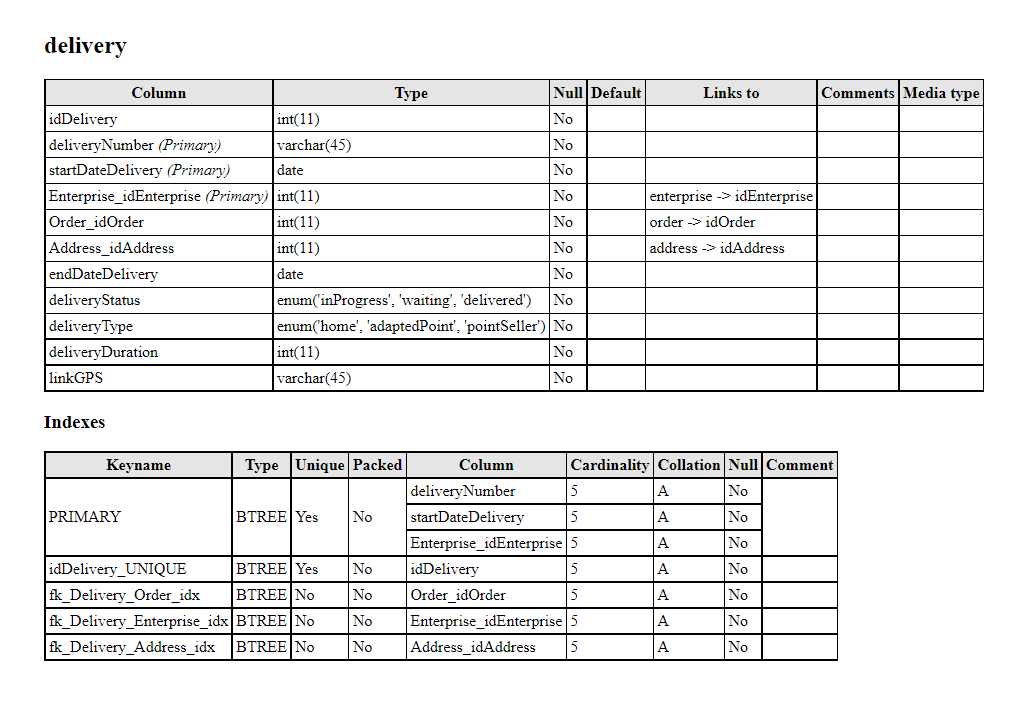 delivery
Column Type Null Default Links to Comments Media type
idDelivery int(11) No
deliveryNumber (Primary) varchar(45) No
startDateDelivery (Primary) date No
Enterprise_idEnterprise (Primary) int(11) No enterprise -> idEnterprise
Order_idOrder int(11) No order -> idOrder
Address_idAddress int(11) No address -> idAddress
endDateDelivery date No
deliveryStatus enum('inProgress', 'waiting', 'delivered') No
deliveryType enum('home', 'adaptedPoint', 'pointSeller') No
deliveryDuration int(11) No
linkGPS varchar(45) No
Indexes
Keyname Type Unique Packed Column Cardinality Collation Null Comment
deliveryNumber 5 A No
PRIMARY BTREE Yes No startDateDelivery 5 A No
Enterprise_idEnterprise 5 A No
idDelivery_UNIQUE BTREE Yes No idDelivery 5 A No
fk_Delivery_Order_idx BTREE No No Order_idOrder 5 A No
fk_Delivery_Enterprise_idx BTREE No No Enterprise_idEnterprise 5 A No
fk_Delivery_Address_idx BTREE No No Address_idAddress 5 A No